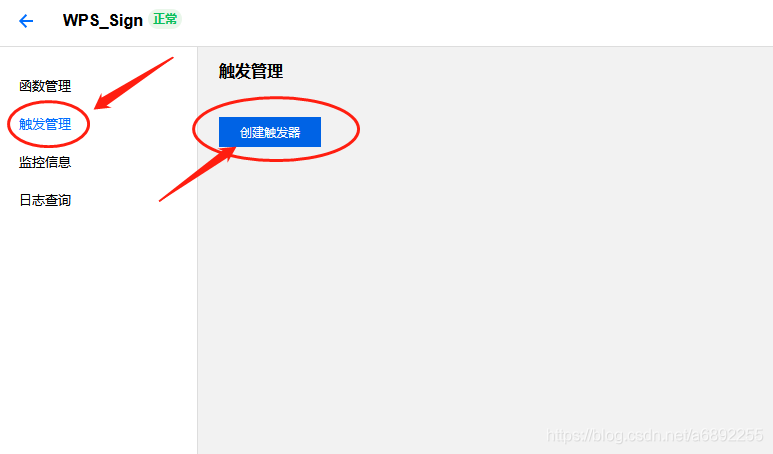 WPS_Sign 正常
函数管理
触发管理
监控信息
日志查询
触发管理
创建触发器
https://blog.csdn.net/a6892255